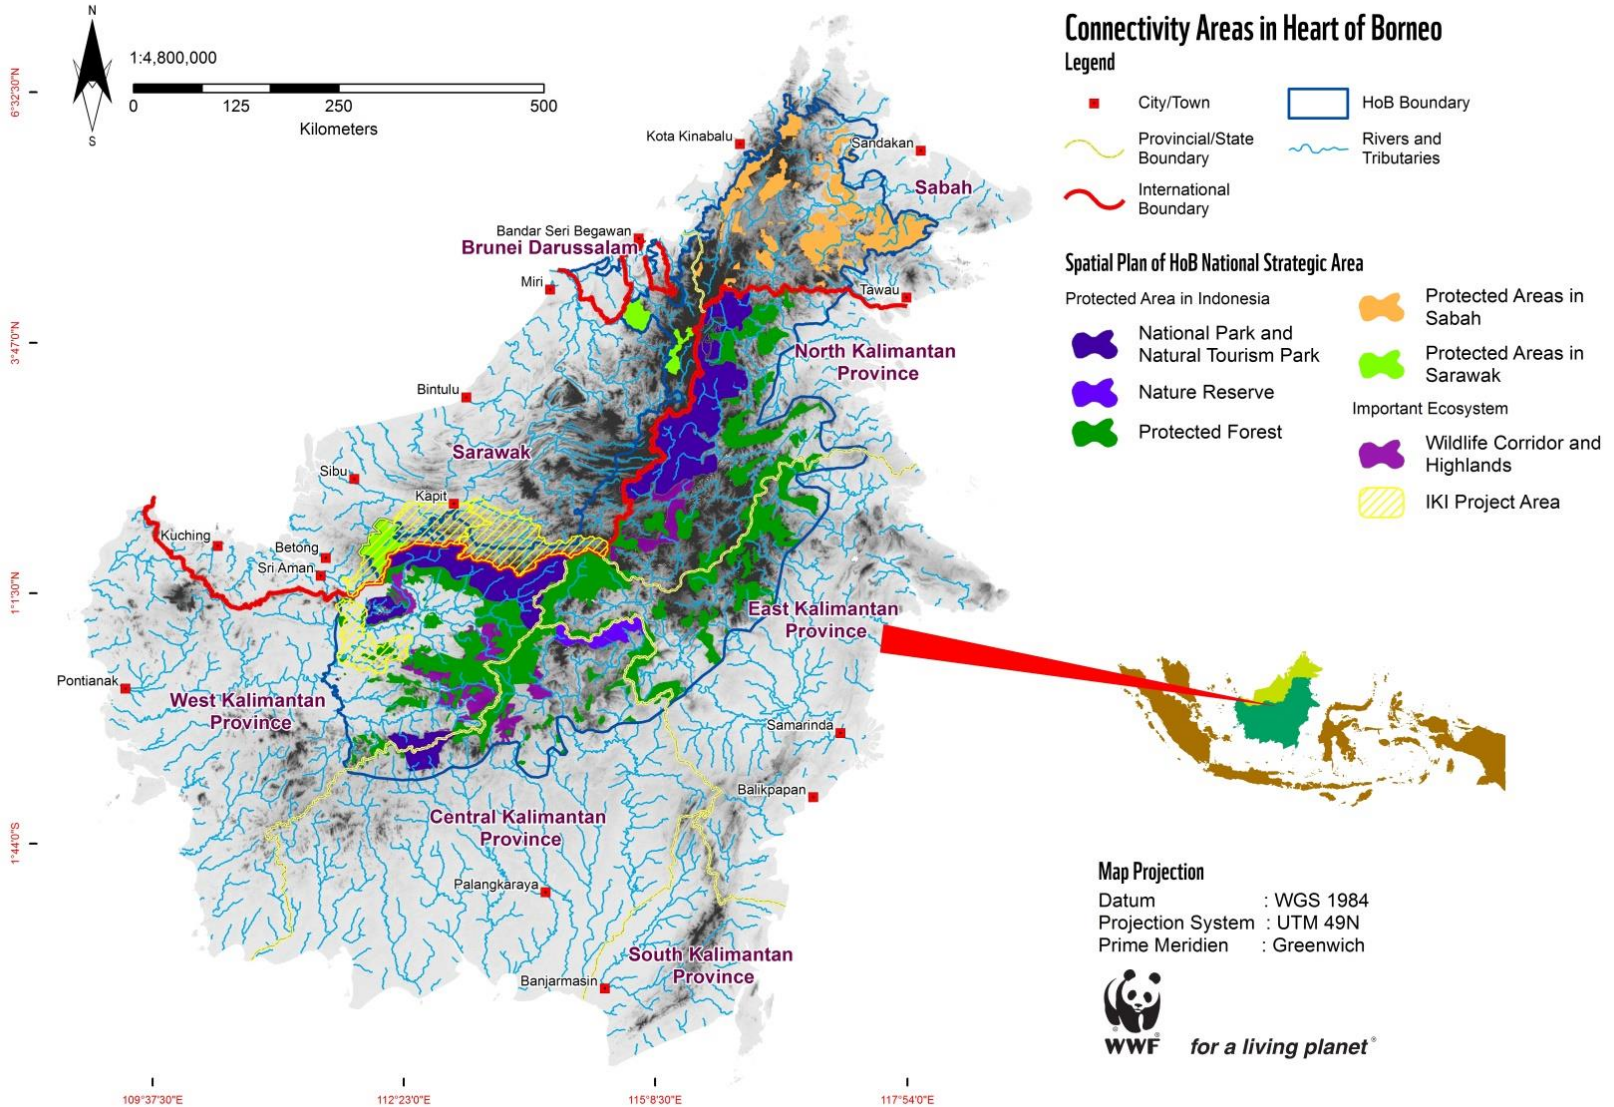 N
S
1:4,800,000
0 125 250 500
Kilometers
6°32'30"N
3°47'0"N
1°1'30"N
1°44'0"S
109°37'30"E
112°23'0"E
115°8'30"E
117°54'0"E
Kota Kinabalu
Sandakan
Sabah
Bandar Seri Begawan
Brunei Darussalam
Miri
Tawau
North Kalimantan
Province
Bintulu
Sarawak
Sibu
Kapit
Kuching
Betong
Sri Aman
East Kalimantan
Province
Pontianak
West Kalimantan
Province
Samarinda
Balikpapan
Central Kalimantan
Province
Palangkaraya
South Kalimantan
Province
Banjarmasin
Connectivity Areas in Heart of Borneo
Legend
City/Town
HoB Boundary
Provincial/State
Boundary
Rivers and
Tributaries
International
Boundary
Spatial Plan of HoB National Strategic Area
Protected Area in Indonesia
National Park and
Natural Tourism Park
Nature Reserve
Protected Forest
Protected Areas in
Sabah
Protected Areas in
Sarawak
Important Ecosystem
Wildlife Corridor and
Highlands
IKI Project Area
Map Projection
Datum : WGS 1984
Projection System : UTM 49N
Prime Meridien : Greenwich
WWF
for a living planet®